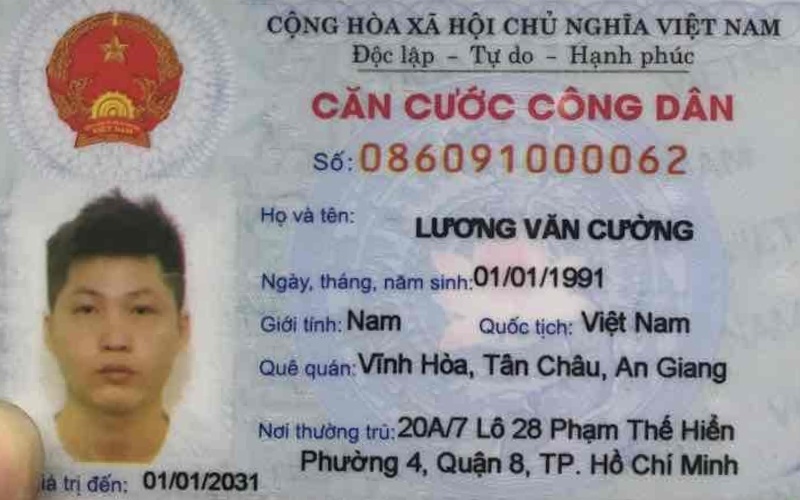 CỘNG HÒA XÃ HỘI CHỦ NGHĨA VIỆT NAM
Độc lập - Tự do - Hạnh phúc
CĂN CƯỚC CÔNG DÂN
Số: 086091000062
Họ và tên: LƯƠNG VĂN CƯỜNG
Ngày, tháng, năm sinh: 01/01/1991
Giới tính: Nam Quốc tịch: Việt Nam
Quê quán: Vĩnh Hòa, Tân Châu, An Giang
Nơi thường trú: 20A/7 Lô 28 Phạm Thế Hiển
Phường 4, Quận 8, TP. Hồ Chí Minh
iá trị đến: 01/01/2031
VIỆT NAM